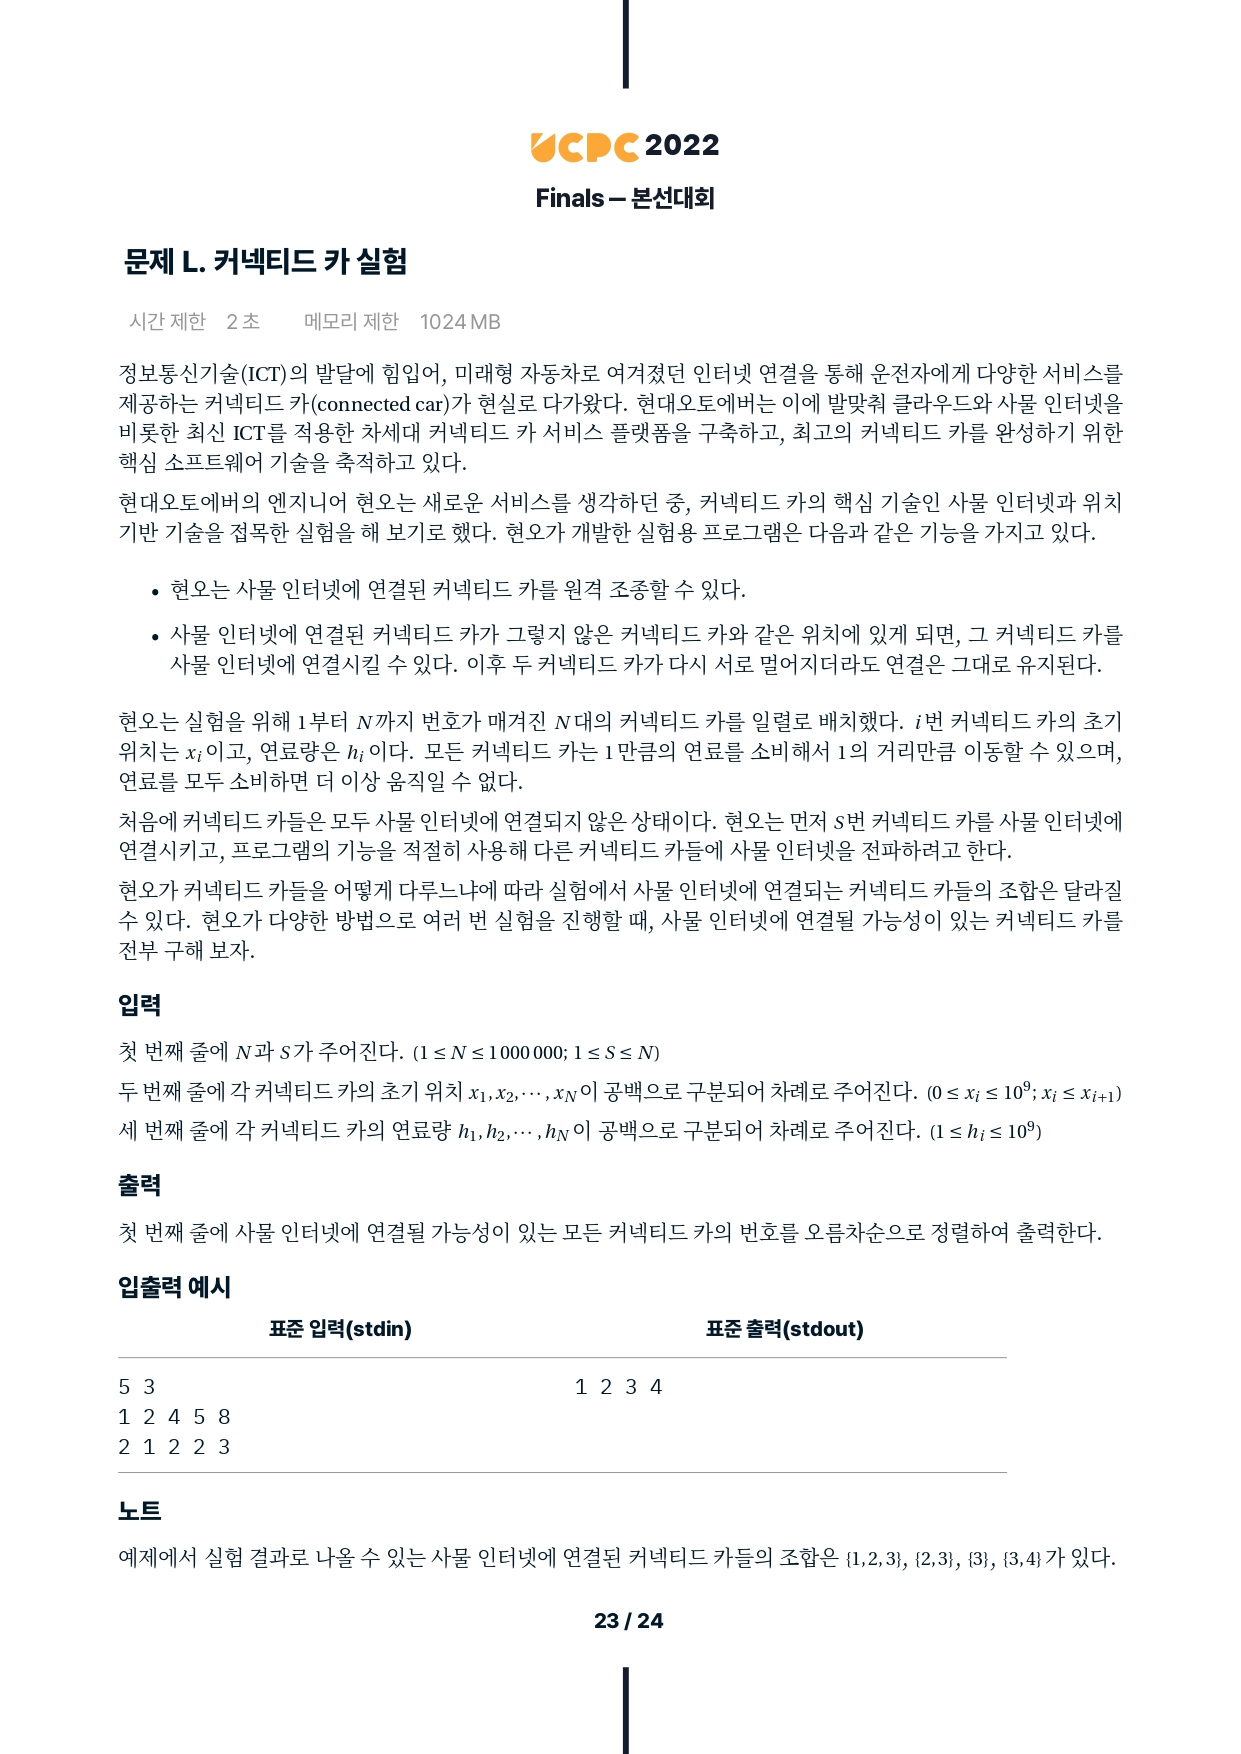 UCPC 2022
Finals — 본선대회
문제 L. 커넥티드 카 실험
시간 제한 2 초 메모리 제한 1024 MB
정보통신기술(ICT)의 발달에 힘입어, 미래형 자동차로 여겨졌던 인터넷 연결을 통해 운전자에게 다양한 서비스를
제공하는 커넥티드 카(connected car)가 현실로 다가왔다. 현대오토에버는 이에 발맞춰 클라우드와 사물 인터넷을
비롯한 최신 ICT를 적용한 차세대 커넥티드 카 서비스 플랫폼을 구축하고, 최고의 커넥티드 카를 완성하기 위한
핵심 소프트웨어 기술을 축적하고 있다.
현대오토에버의 엔지니어 현오는 새로운 서비스를 생각하던 중, 커넥티드 카의 핵심 기술인 사물 인터넷과 위치
기반 기술을 접목한 실험을 해 보기로 했다. 현오가 개발한 실험용 프로그램은 다음과 같은 기능을 가지고 있다.
• 현오는 사물 인터넷에 연결된 커넥티드 카를 원격 조종할 수 있다.
• 사물 인터넷에 연결된 커넥티드 카가 그렇지 않은 커넥티드 카와 같은 위치에 있게 되면, 그 커넥티드 카를
사물 인터넷에 연결시킬 수 있다. 이후 두 커넥티드 카가 다시 서로 멀어지더라도 연결은 그대로 유지된다.
현오는 실험을 위해 1부터 N까지 번호가 매겨진 N대의 커넥티드 카를 일렬로 배치했다. i번 커넥티드 카의 초기
위치는 x_i이고, 연료량은 h_i이다. 모든 커넥티드 카는 1만큼의 연료를 소비해서 1의 거리만큼 이동할 수 있으며,
연료를 모두 소비하면 더 이상 움직일 수 없다.
처음에 커넥티드 카들은 모두 사물 인터넷에 연결되지 않은 상태이다. 현오는 먼저 S번 커넥티드 카를 사물 인터넷에
연결시키고, 프로그램의 기능을 적절히 사용해 다른 커넥티드 카들에 사물 인터넷을 전파하려고 한다.
현오가 커넥티드 카들을 어떻게 다루느냐에 따라 실험에서 사물 인터넷에 연결되는 커넥티드 카들의 조합은 달라질
수 있다. 현오가 다양한 방법으로 여러 번 실험을 진행할 때, 사물 인터넷에 연결될 가능성이 있는 커넥티드 카를
전부 구해 보자.
입력
첫 번째 줄에 N과 S가 주어진다. (1 ≤ N ≤ 1 000 000; 1 ≤ S ≤ N)
두 번째 줄에 각 커넥티드 카의 초기 위치 x_1, x_2, ⋯, x_N이 공백으로 구분되어 차례로 주어진다. (0 ≤ x_i ≤ 10^9; x_i ≤ x_{i+1})
세 번째 줄에 각 커넥티드 카의 연료량 h_1, h_2, ⋯, h_N이 공백으로 구분되어 차례로 주어진다. (1 ≤ h_i ≤ 10^9)
출력
첫 번째 줄에 사물 인터넷에 연결될 가능성이 있는 모든 커넥티드 카의 번호를 오름차순으로 정렬하여 출력한다.
입출력 예시
표준 입력(stdin) 표준 출력(stdout)
5 3 1 2 3 4
1 2 4 5 8
2 1 2 2 3
노트
예제에서 실험 결과로 나올 수 있는 사물 인터넷에 연결된 커넥티드 카들의 조합은 {1,2,3}, {2,3}, {3}, {3,4}가 있다.
23 / 24